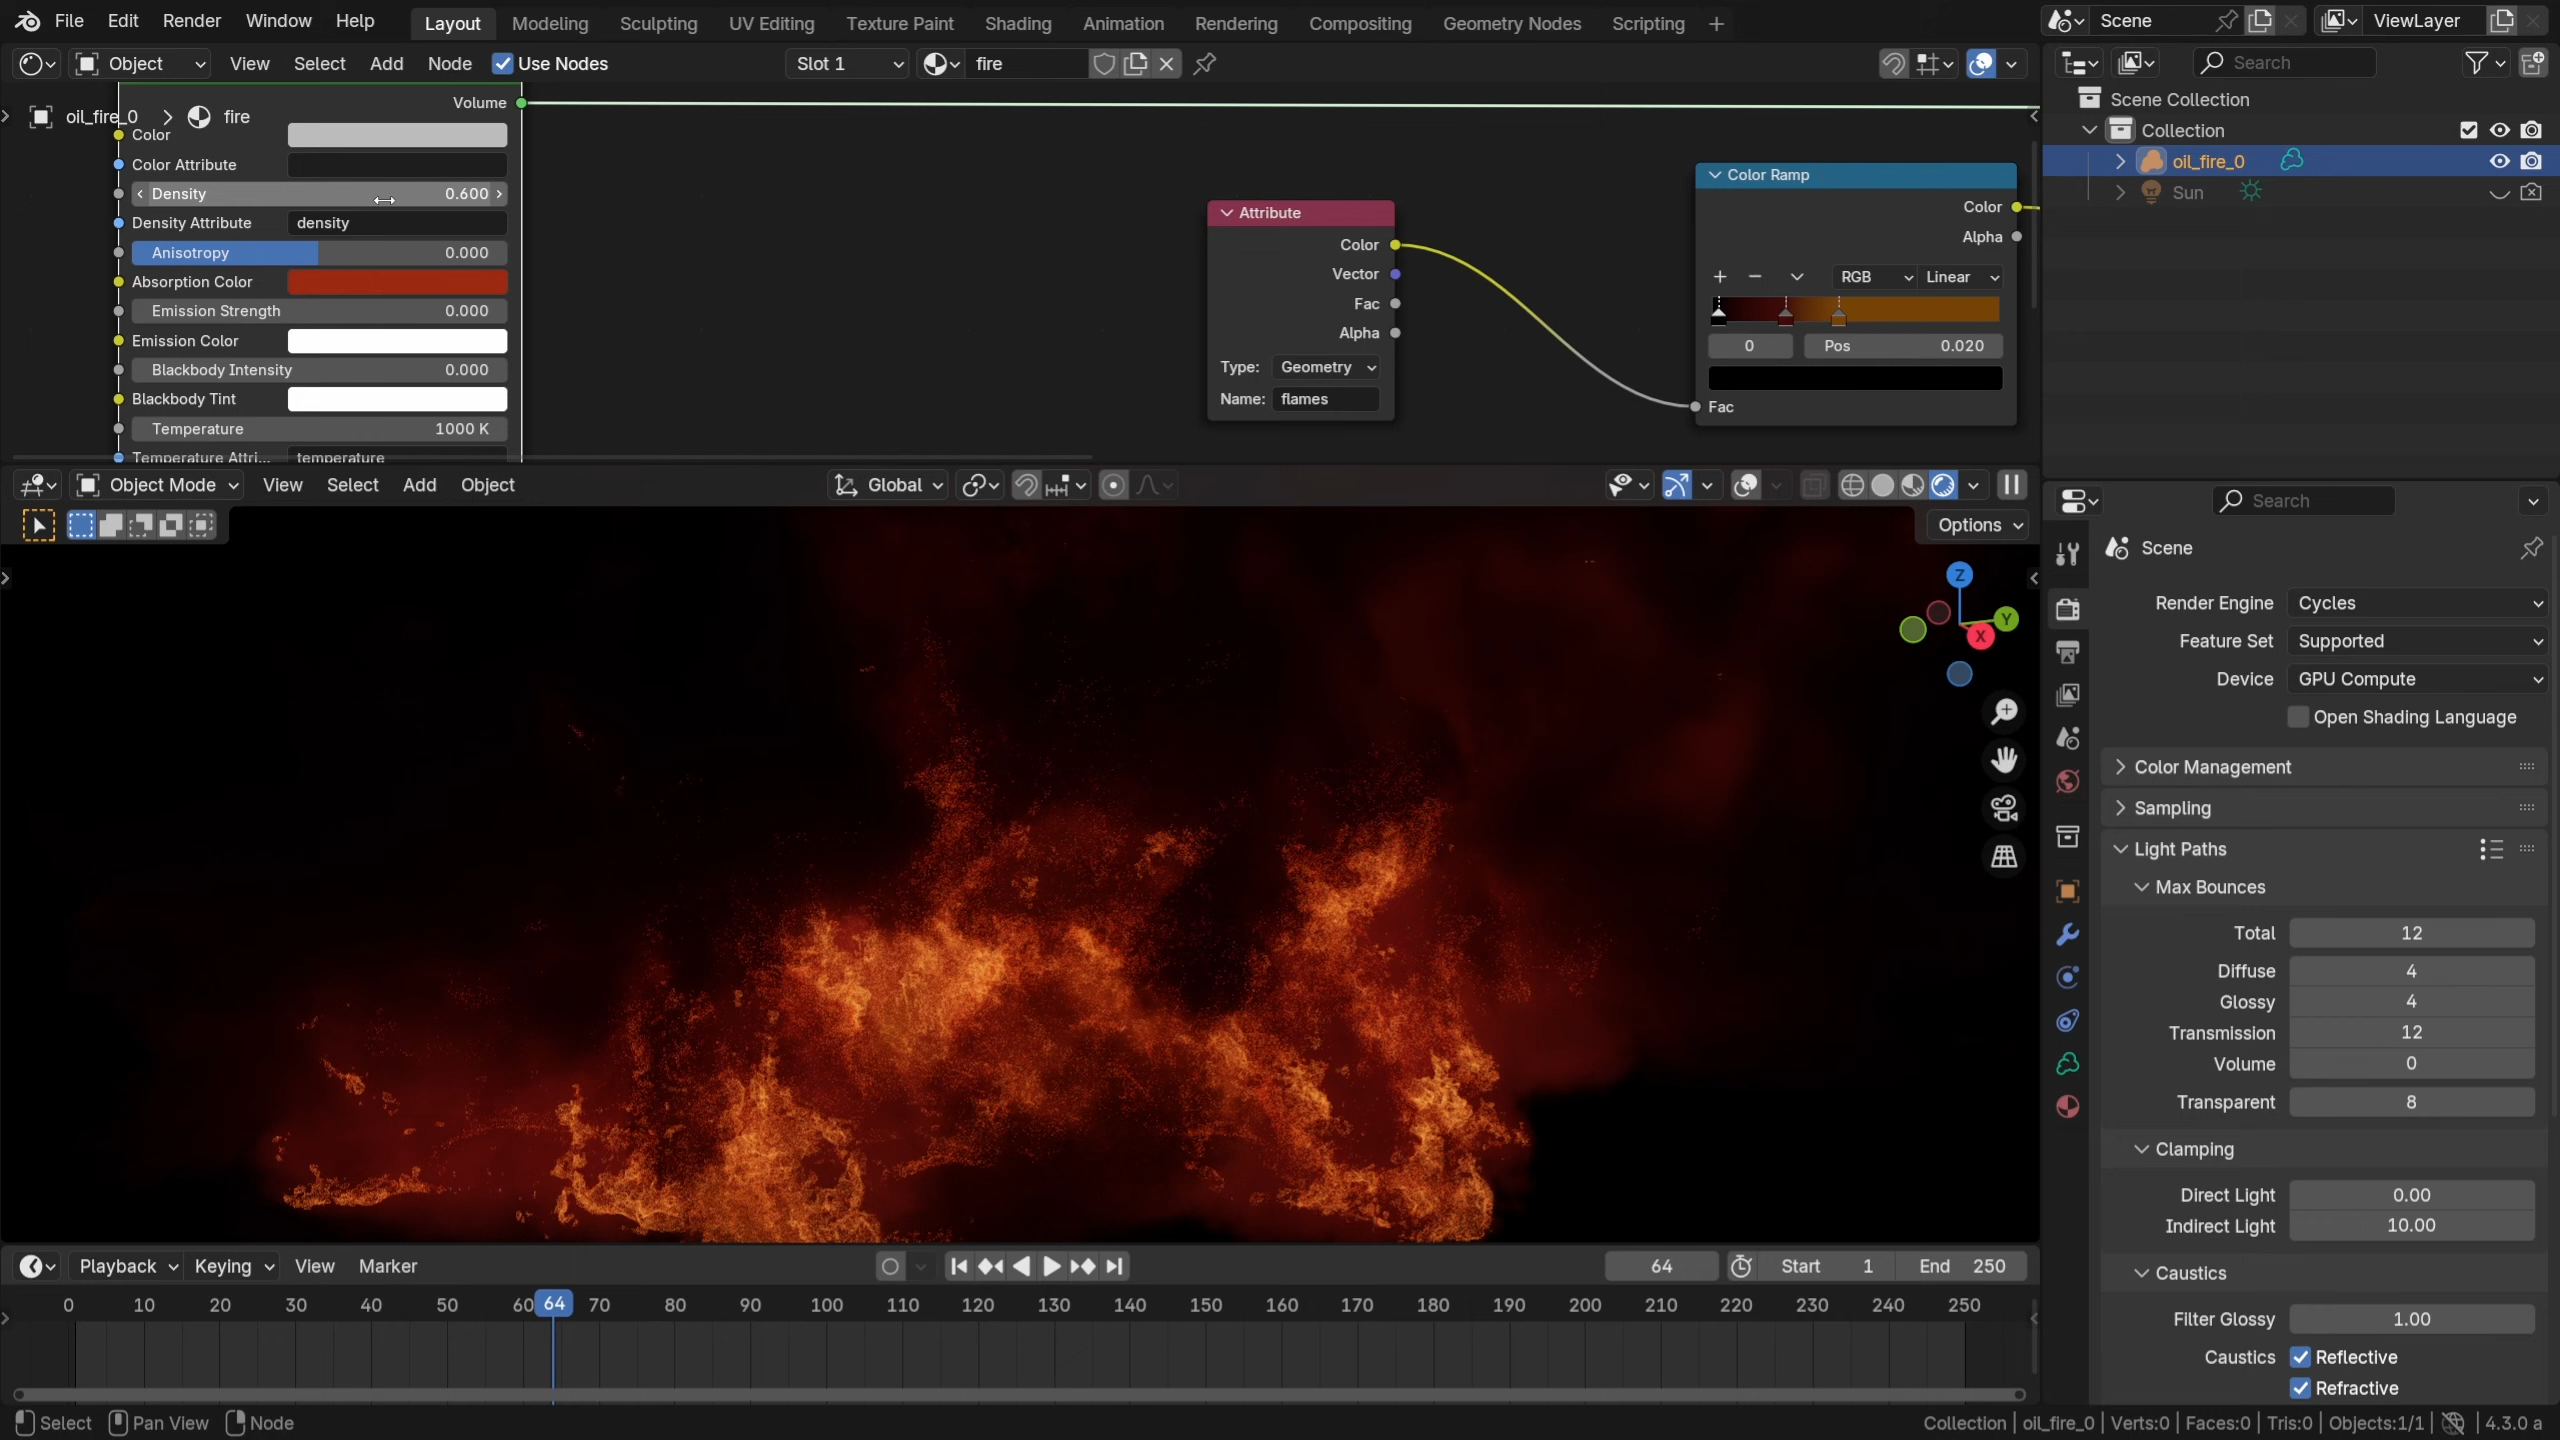 File Edit Render Window Help Layout Modeling Sculpting UV Editing Texture Paint Shading Animation Rendering Compositing Geometry Nodes Scripting + Scene ViewLayer
Object View Select Add Node Use Nodes Slot 1 fire Search
oil_fire_0 > fire
Volume
Color
Color Attribute
Density 0.600
Density Attribute density
Anisotropy 0.000
Absorption Color
Emission Strength 0.000
Emission Color
Blackbody Intensity 0.000
Blackbody Tint
Temperature 1000 K
Temperature Attri... temperature
Attribute
Color
Vector
Fac
Alpha
Type: Geometry
Name: flames
Color Ramp
Color
Alpha
RGB Linear
0 Pos 0.020
Fac
Scene Collection
Collection
oil_fire_0
Sun
Object Mode View Select Add Object Global
Options
Z
Y
X
Search
Scene
Render Engine Cycles
Feature Set Supported
Device GPU Compute
Open Shading Language
Color Management
Sampling
Light Paths
Max Bounces
Total 12
Diffuse 4
Glossy 4
Transmission 12
Volume 0
Transparent 8
Clamping
Direct Light 0.00
Indirect Light 10.00
Caustics
Filter Glossy 1.00
Caustics Reflective
Refractive
Playback Keying View Marker 64 Start 1 End 250
0 10 20 30 40 50 60 64 70 80 90 100 110 120 130 140 150 160 170 180 190 200 210 220 230 240 250
Select Pan View Node Collection | oil_fire_0 | Verts:0 | Faces:0 | Tris:0 | Objects:1/1 | 4.3.0 a